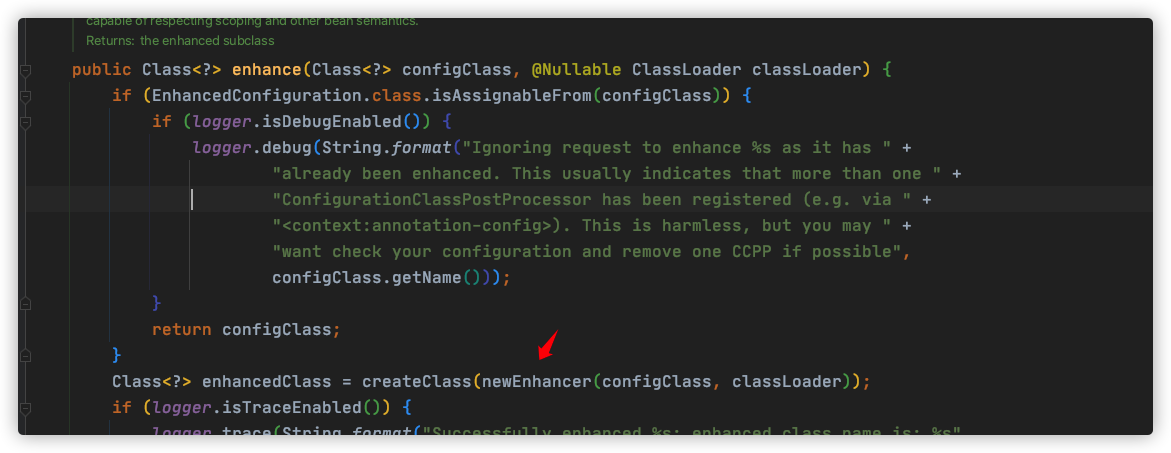 capable of respecting scoping and other bean semantics.
Returns: the enhanced subclass
public Class<?> enhance(Class<?> configClass, @Nullable ClassLoader classLoader) {
if (EnhancedConfiguration.class.isAssignableFrom(configClass)) {
if (logger.isDebugEnabled()) {
logger.debug(String.format("Ignoring request to enhance %s as it has " +
"already been enhanced. This usually indicates that more than one " +
"ConfigurationClassPostProcessor has been registered (e.g. via " +
"<context:annotation-config>). This is harmless, but you may " +
"want check your configuration and remove one CCPP if possible",
configClass.getName()));
}
return configClass;
}
Class<?> enhancedClass = createClass(newEnhancer(configClass, classLoader));
if (logger.isTraceEnabled()) {
logger.trace(String.format("Successfully enhanced %s; enhanced class name is: %s",